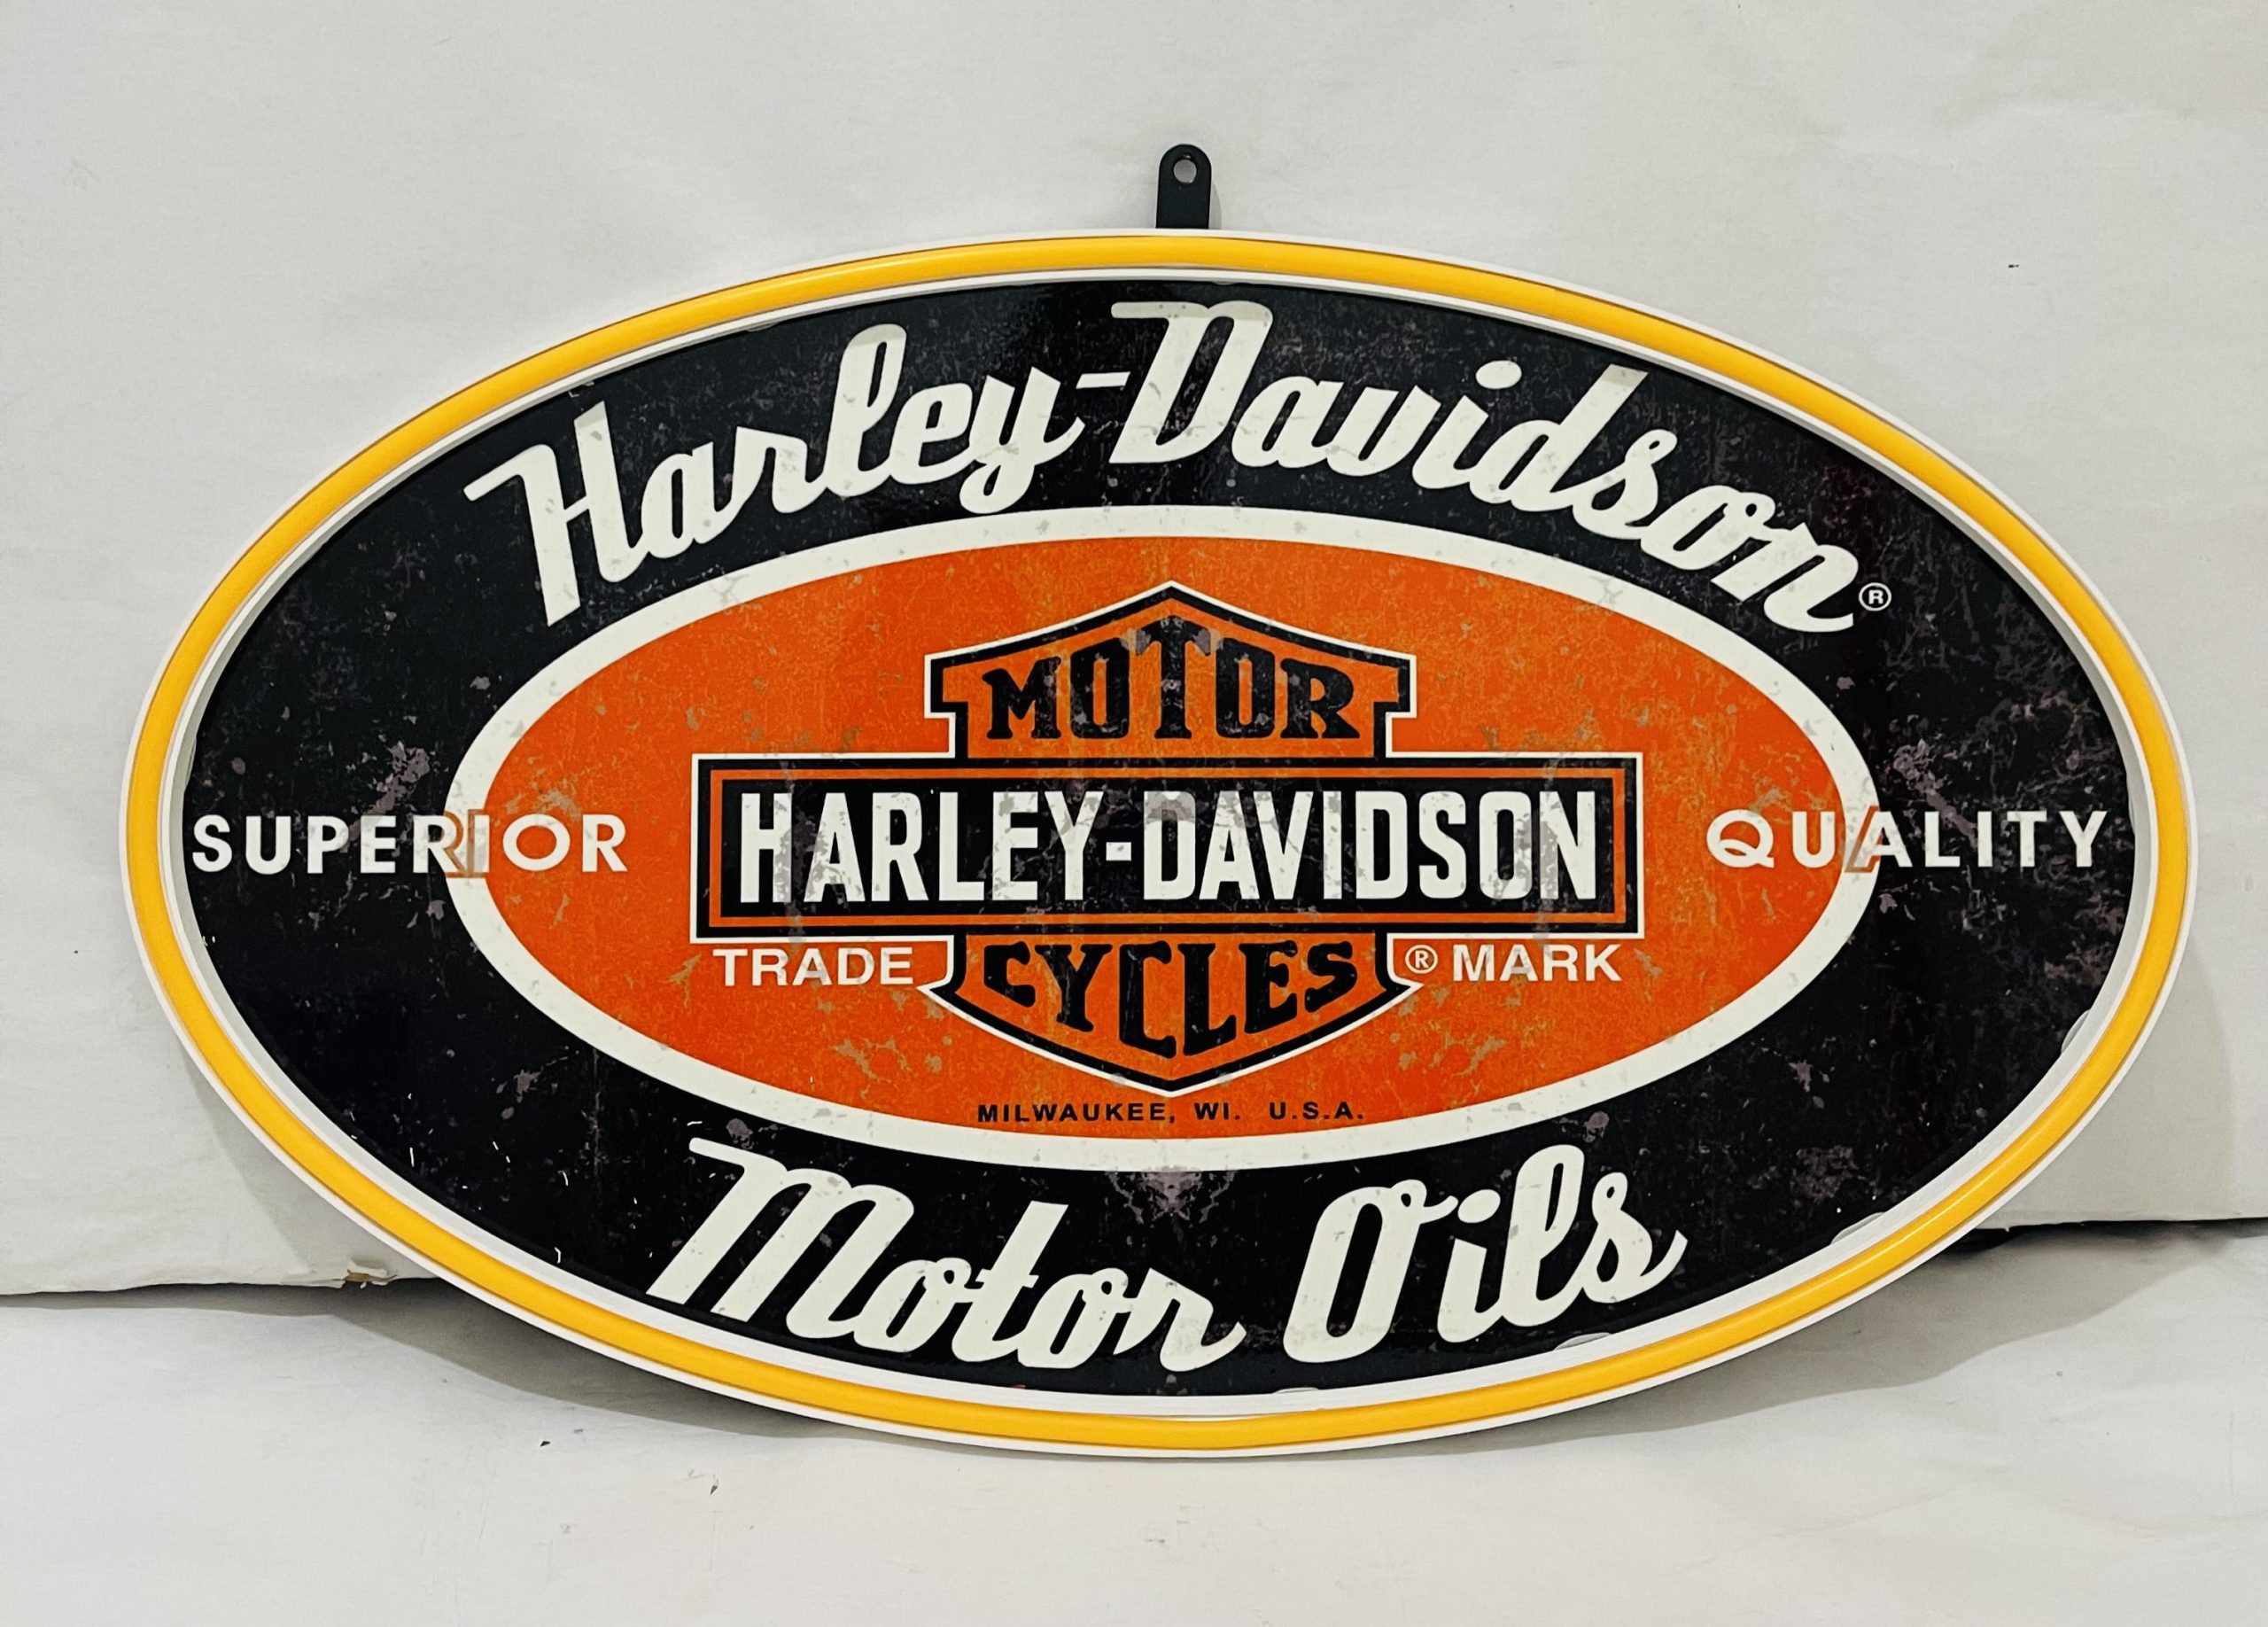 Harley-Davidson®
MOTOR
SUPERIOR HARLEY-DAVIDSON QUALITY
TRADE CYCLES ® MARK
MILWAUKEE, WI. U.S.A.
Motor Oils